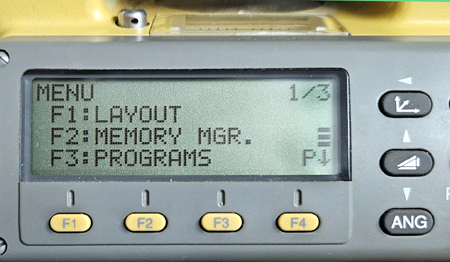 MENU 1/3
F1:LAYOUT
F2:MEMORY MGR.
F3:PROGRAMS P↓
F1 F2 F3 F4
ANG